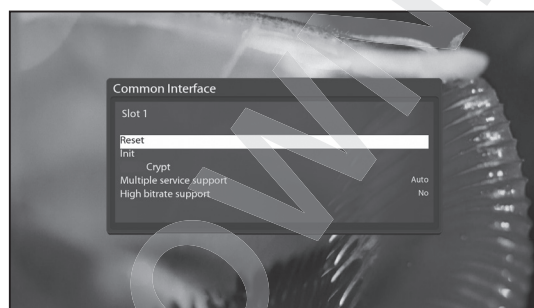 Common Interface
Slot 1
Reset
Init
Crypt
Multiple service support Auto
High bitrate support No